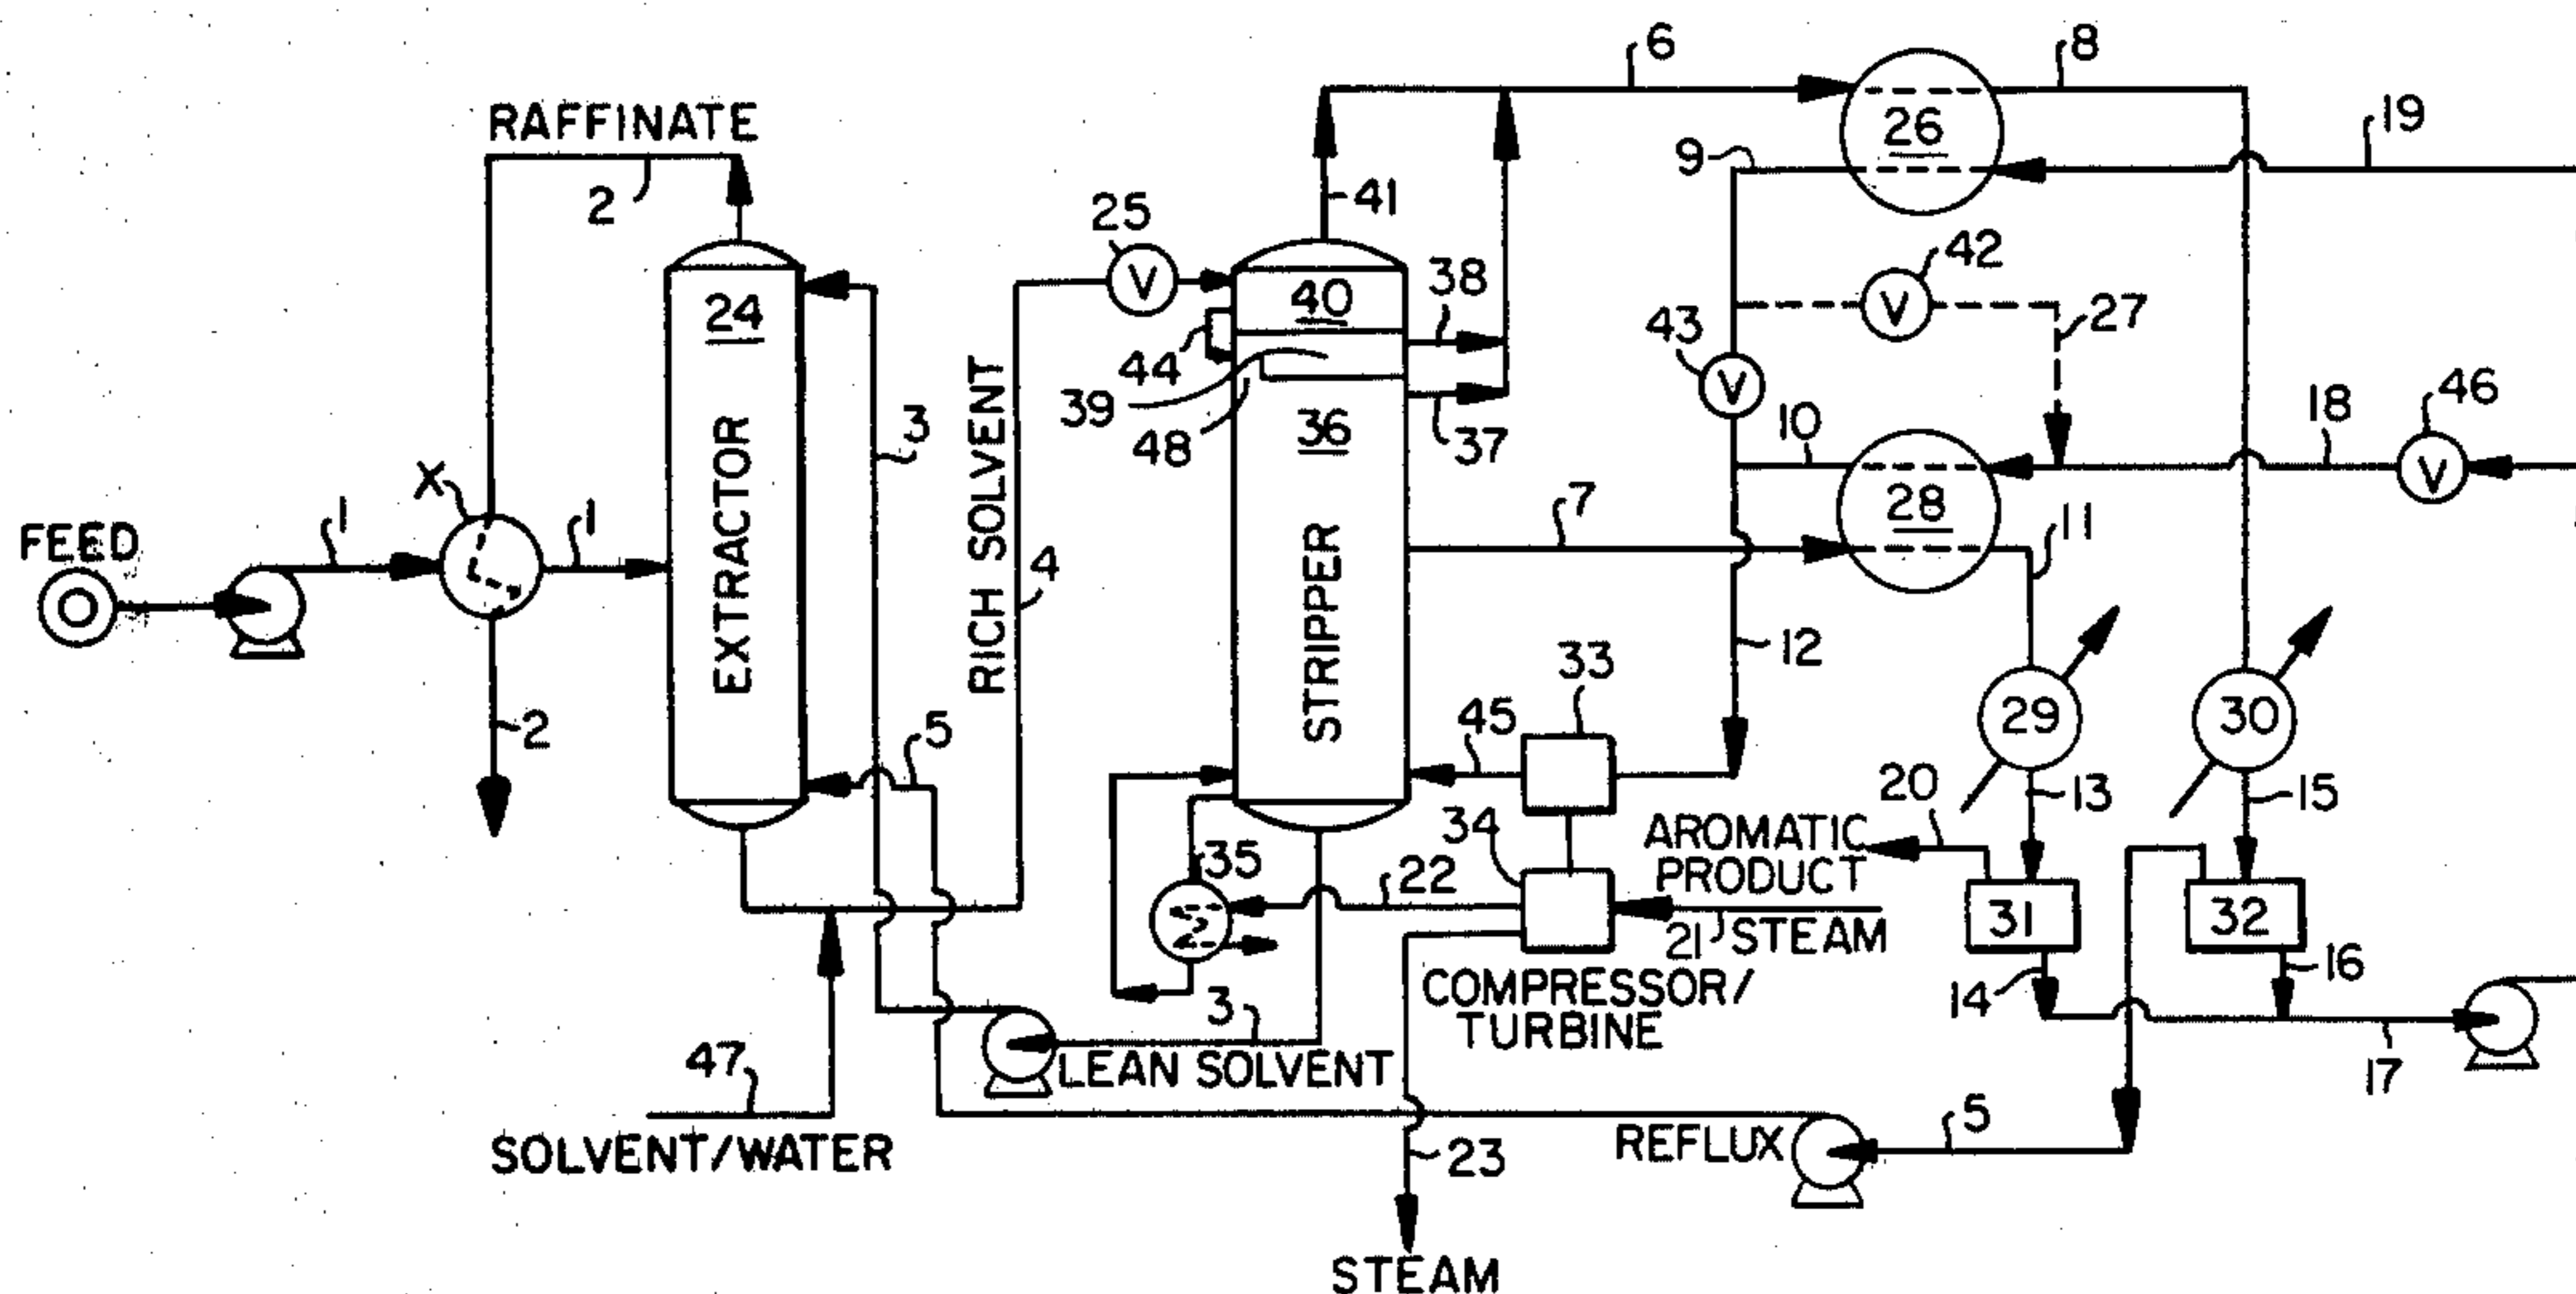 6
8
RAFFINATE
26
19
9
2
41
25
V
42
38
40
V
27
24
43
44
V
39
48
36
37
10
18
46
V
3
RICH SOLVENT
X
1
1
FEED
EXTRACTOR
4
STRIPPER
7
28
11
12
33
2
5
45
29
30
20
13
15
34
AROMATIC
PRODUCT
35
22
31
32
21
STEAM
COMPRESSOR/
TURBINE
14
16
3
LEAN SOLVENT
47
17
SOLVENT/WATER
REFLUX
5
23
STEAM